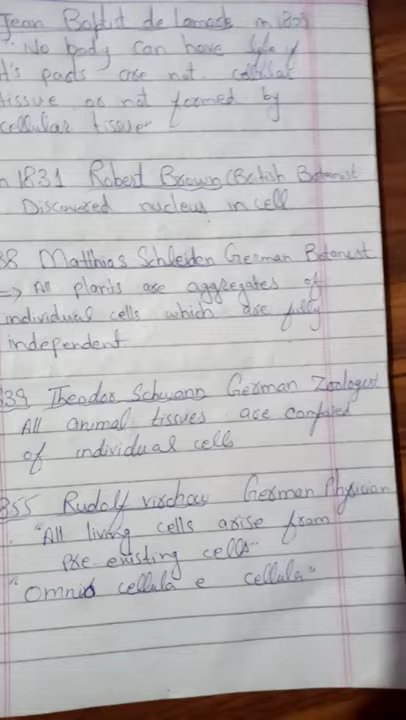 Jean Baptist de Lamack in 1809
"No body can have life if
it's pasts are not cellular
tissue or not formed by
cellular tissue"
n 1831 Robert Brown (British Botanist
Discovered nucleus in cell
38 Matthias Schleiden German Botanist
=> All plants are aggregates of
individual cells which are fully
independent
839 Theodor Schwann German Zoologist
All animal tissues are composed
of individual cells
855 Rudolf virchow German Physician
"All living cells arise from
pre. existing cells"
"Omnis cellula e cellula"